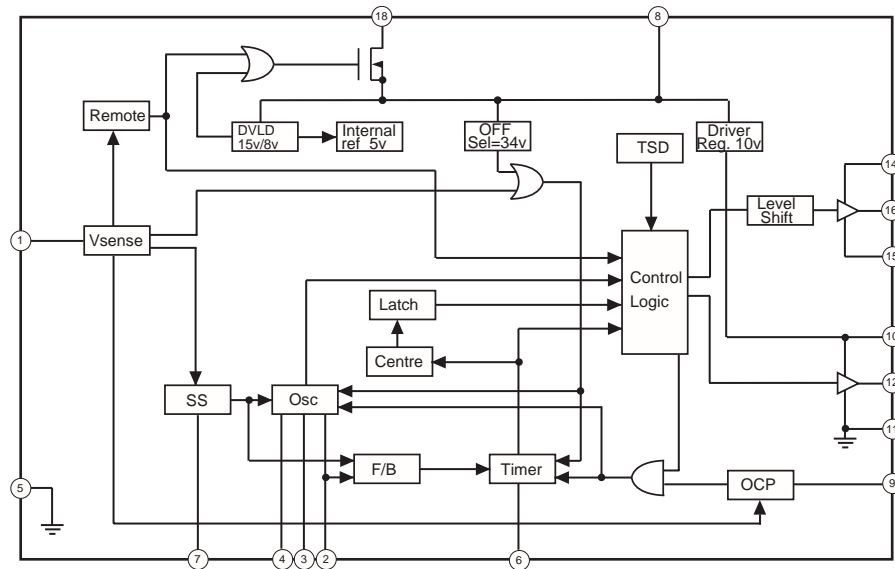 18
8
Remote
DVLD
15v/8v
Internal
ref 5v
OFF
Sel=34v
TSD
Driver
Reg. 10v
14
Level
Shift
16
1
Vsense
15
Control
Logic
Latch
Centre
10
12
SS
Osc
11
F/B
Timer
5
OCP
9
7
4
3
2
6